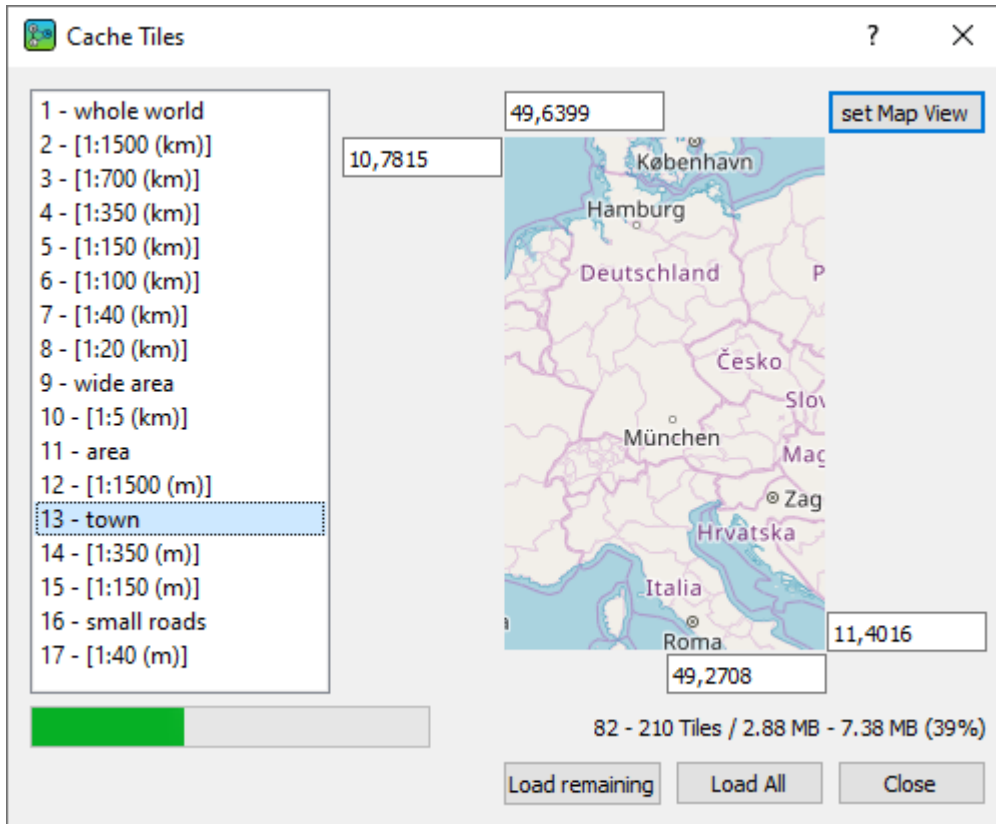 Cache Tiles
?
1 - whole world
2 - [1:1500 (km)]
3 - [1:700 (km)]
4 - [1:350 (km)]
5 - [1:150 (km)]
6 - [1:100 (km)]
7 - [1:40 (km)]
8 - [1:20 (km)]
9 - wide area
10 - [1:5 (km)]
11 - area
12 - [1:1500 (m)]
13 - town
14 - [1:350 (m)]
15 - [1:150 (m)]
16 - small roads
17 - [1:40 (m)]
49,6399
set Map View
10,7815
København
Hamburg
Deutschland
P
Česko
Slov
München
Mag
Zag
Hrvatska
Italia
a
Roma
11,4016
49,2708
82 - 210 Tiles / 2.88 MB - 7.38 MB (39%)
Load remaining
Load All
Close